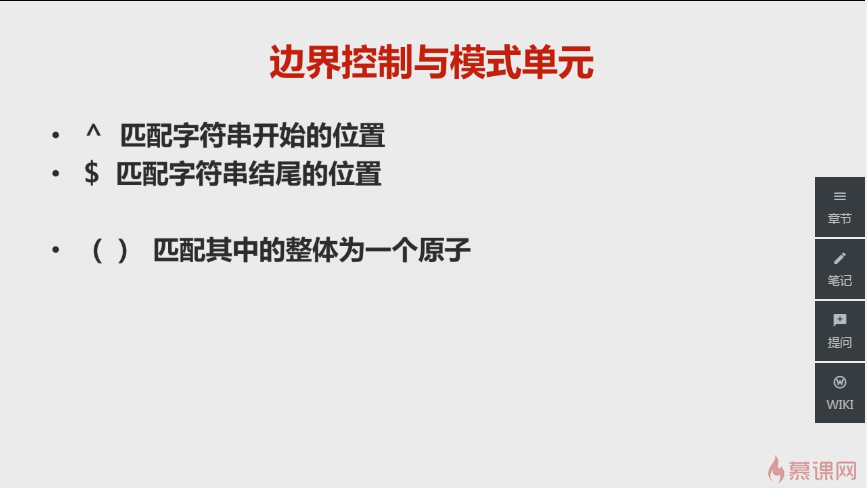 边界控制与模式单元
• ^ 匹配字符串开始的位置
• $ 匹配字符串结尾的位置
• ( ) 匹配其中的整体为一个原子
章节
笔记
提问
WIKI
慕课网